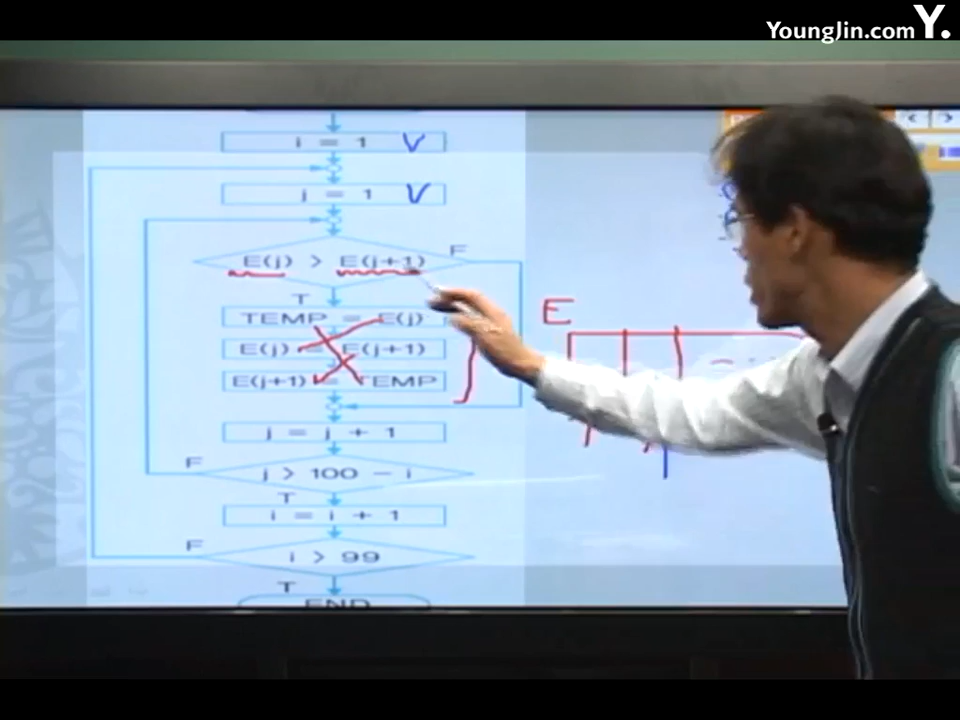 YoungJin.com Y.
i = 1 V
j = 1 V
E(j) > E(j+1)
F
T
TEMP = E(j)
E(j) = E(j+1)
E(j+1) = TEMP
E
j = j + 1
F
j > 100 - i
T
i = i + 1
F
i > 99
T
END